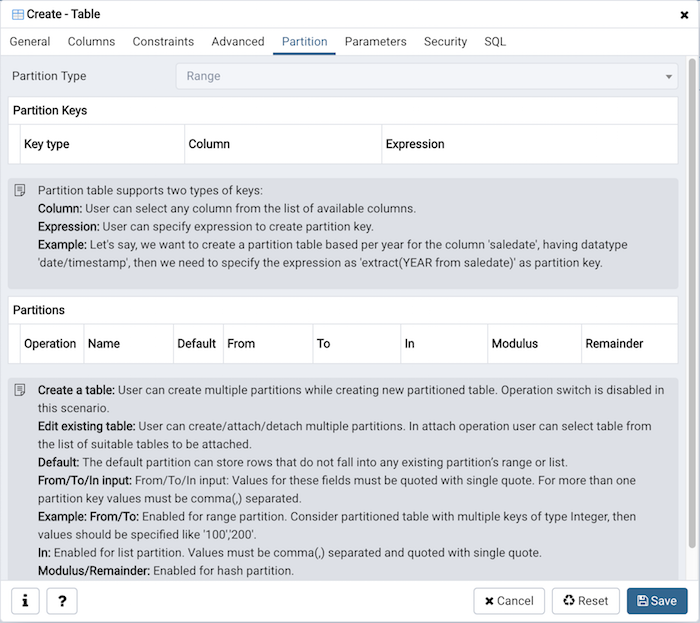 Create - Table
General Columns Constraints Advanced Partition Parameters Security SQL
Partition Type Range
Partition Keys
Key type Column Expression
Partition table supports two types of keys:
Column: User can select any column from the list of available columns.
Expression: User can specify expression to create partition key.
Example: Let's say, we want to create a partition table based per year for the column 'saledate', having datatype
'date/timestamp', then we need to specify the expression as 'extract(YEAR from saledate)' as partition key.
Partitions
Operation Name Default From To In Modulus Remainder
Create a table: User can create multiple partitions while creating new partitioned table. Operation switch is disabled in
this scenario.
Edit existing table: User can create/attach/detach multiple partitions. In attach operation user can select table from
the list of suitable tables to be attached.
Default: The default partition can store rows that do not fall into any existing partition's range or list.
From/To/In input: From/To/In input: Values for these fields must be quoted with single quote. For more than one
partition key values must be comma(,) separated.
Example: From/To: Enabled for range partition. Consider partitioned table with multiple keys of type Integer, then
values should be specified like '100','200'.
In: Enabled for list partition. Values must be comma(,) separated and quoted with single quote.
Modulus/Remainder: Enabled for hash partition.
i ? Cancel Reset Save